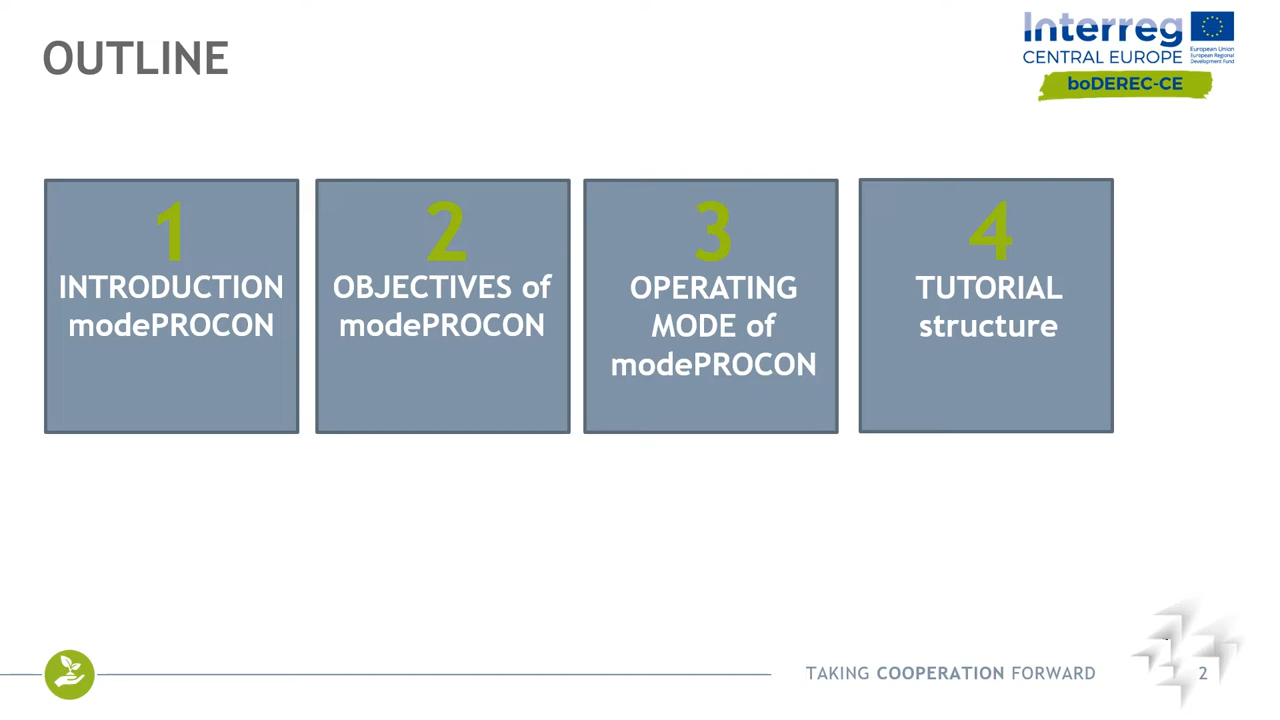 OUTLINE
Interreg
CENTRAL EUROPE
European Union
European Regional
Development Fund
boDEREC-CE
1
INTRODUCTION
modePROCON
2
OBJECTIVES of
modePROCON
3
OPERATING
MODE of
modePROCON
4
TUTORIAL
structure
TAKING COOPERATION FORWARD
2